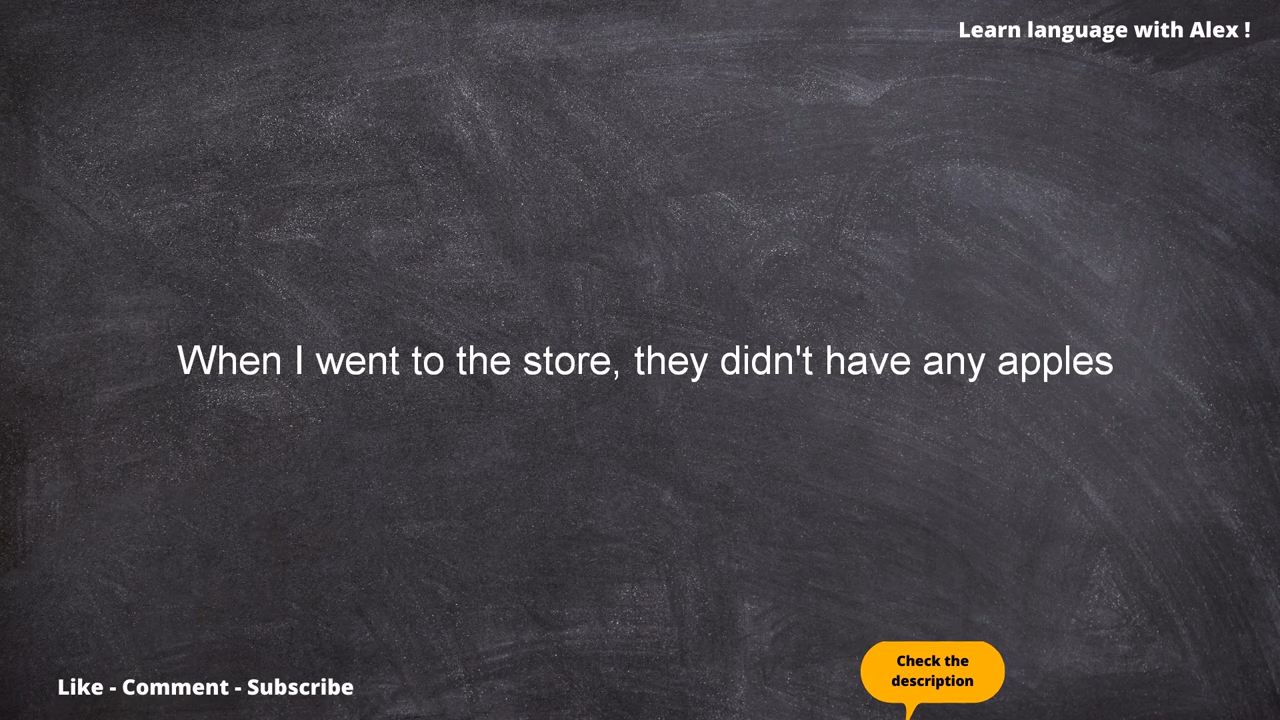 Learn language with Alex !
When I went to the store, they didn't have any apples
Like - Comment - Subscribe
Check the
description